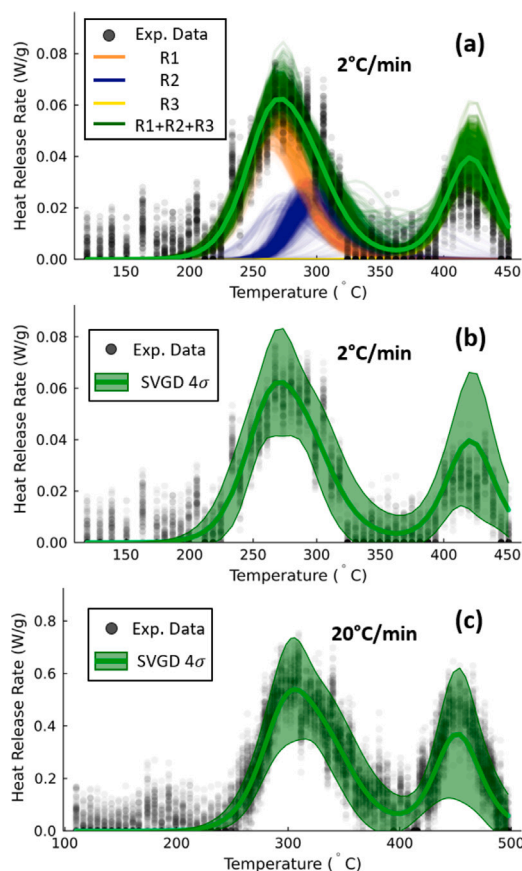 (a)
2°C/min
Exp. Data
R1
R2
R3
R1+R2+R3
Heat Release Rate (W/g)
0.08
0.06
0.04
0.02
0.00
150 200 250 300 350 400 450
Temperature ( ° C)
(b)
2°C/min
Exp. Data
SVGD 4σ
Heat Release Rate (W/g)
0.08
0.06
0.04
0.02
0.00
150 200 250 300 350 400 450
Temperature ( ° C)
(c)
20°C/min
Exp. Data
SVGD 4σ
Heat Release Rate (W/g)
0.8
0.6
0.4
0.2
0.0
100 200 300 400 500
Temperature ( ° C)